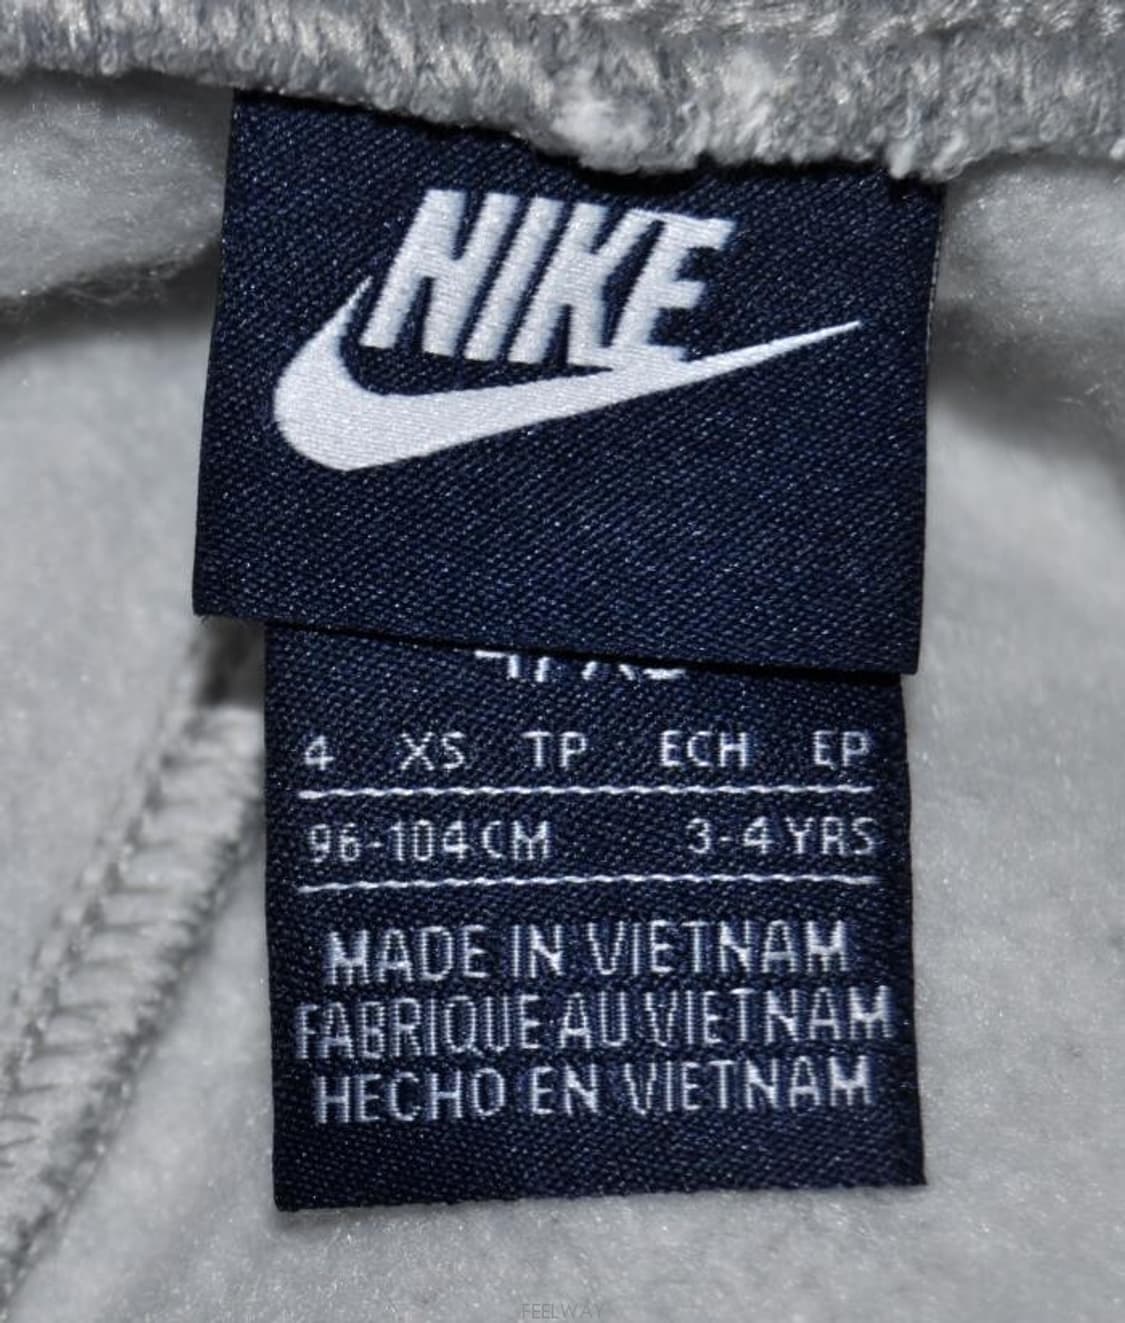 NIKE
4 XS TP ECH EP
96-104CM 3-4YRS
MADE IN VIETNAM
FABRIQUE AU VIETNAM
HECHO EN VIETNAM
FEELWAY